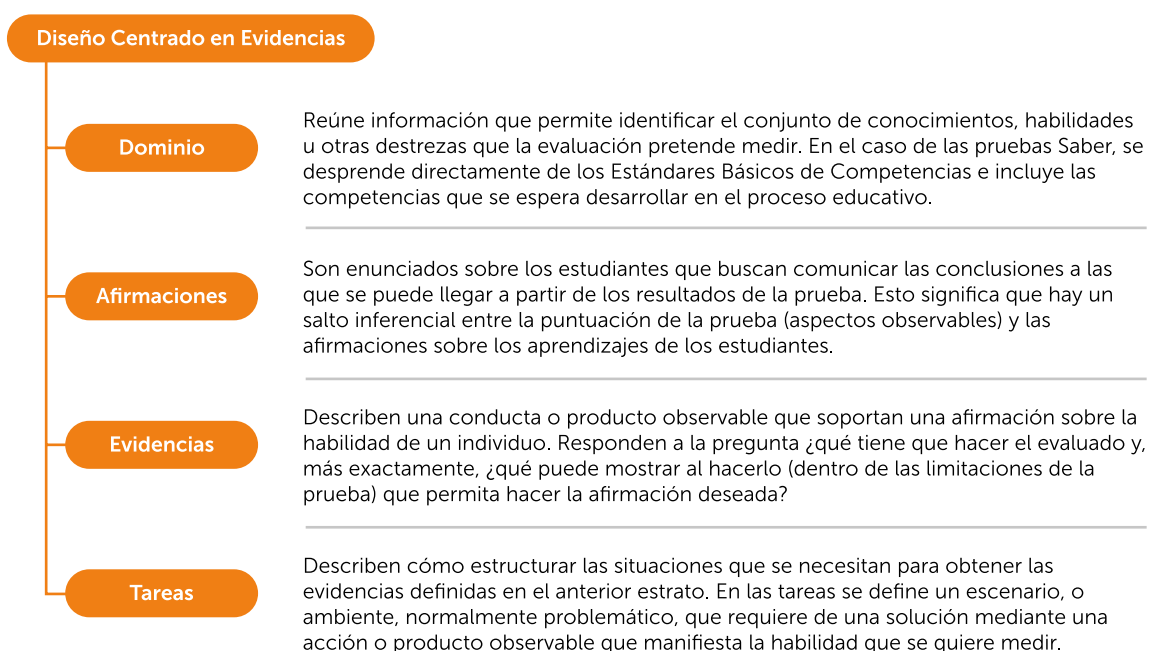 Diseño Centrado en Evidencias
Dominio
Reúne información que permite identificar el conjunto de conocimientos, habilidades
u otras destrezas que la evaluación pretende medir. En el caso de las pruebas Saber, se
desprende directamente de los Estándares Básicos de Competencias e incluye las
competencias que se espera desarrollar en el proceso educativo.
Afirmaciones
Son enunciados sobre los estudiantes que buscan comunicar las conclusiones a las
que se puede llegar a partir de los resultados de la prueba. Esto significa que hay un
salto inferencial entre la puntuación de la prueba (aspectos observables) y las
afirmaciones sobre los aprendizajes de los estudiantes.
Evidencias
Describen una conducta o producto observable que soportan una afirmación sobre la
habilidad de un individuo. Responden a la pregunta ¿qué tiene que hacer el evaluado y,
más exactamente, ¿qué puede mostrar al hacerlo (dentro de las limitaciones de la
prueba) que permita hacer la afirmación deseada?
Tareas
Describen cómo estructurar las situaciones que se necesitan para obtener las
evidencias definidas en el anterior estrato. En las tareas se define un escenario, o
ambiente, normalmente problemático, que requiere de una solución mediante una
acción o producto observable que manifiesta la habilidad que se quiere medir.